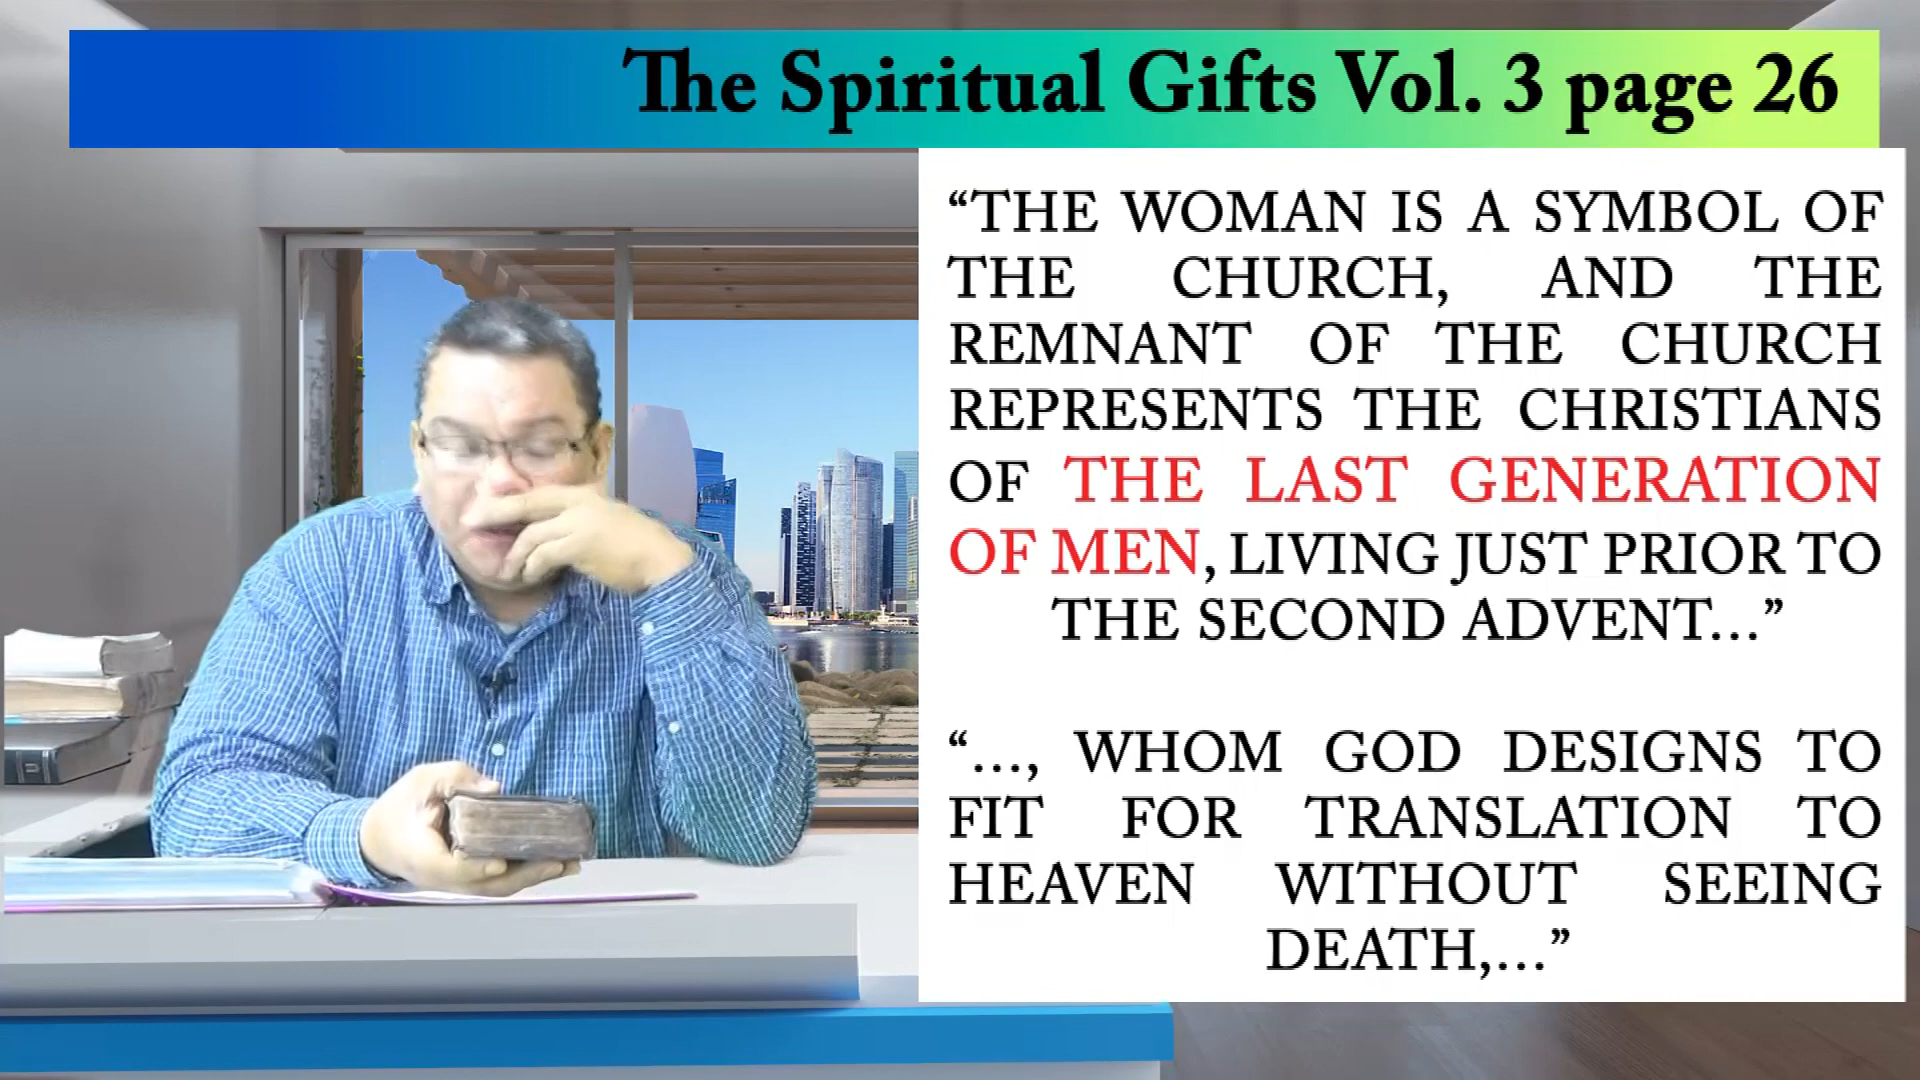 The Spiritual Gifts Vol. 3 page 26
“THE WOMAN IS A SYMBOL OF
THE CHURCH, AND THE
REMNANT OF THE CHURCH
REPRESENTS THE CHRISTIANS
OF THE LAST GENERATION
OF MEN, LIVING JUST PRIOR TO
THE SECOND ADVENT...”
“..., WHOM GOD DESIGNS TO
FIT FOR TRANSLATION TO
HEAVEN WITHOUT SEEING
DEATH,...”